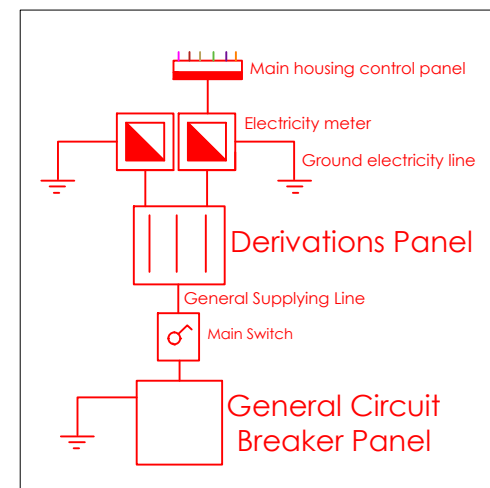 Main housing control panel
Electricity meter
Ground electricity line
Derivations Panel
General Supplying Line
Main Switch
General Circuit
Breaker Panel